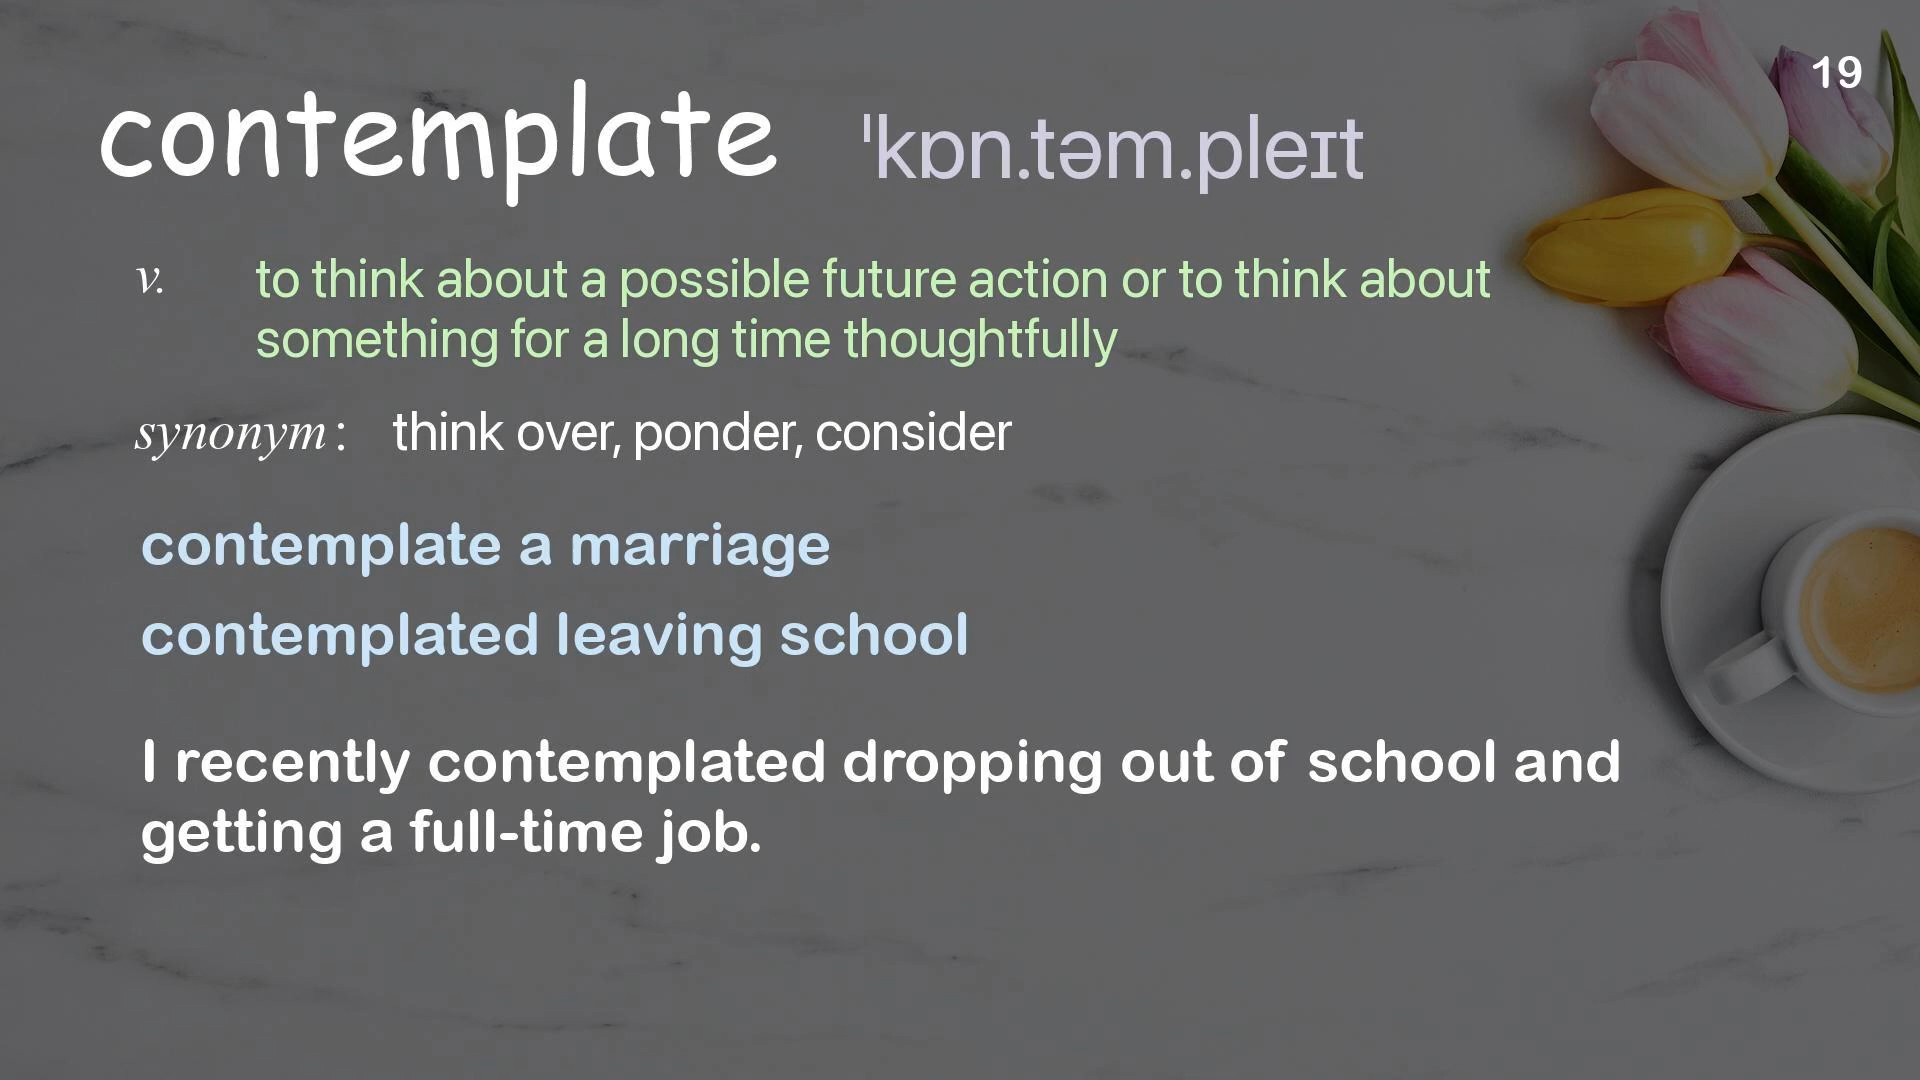 19
contemplate ˈkɒn.təm.pleɪt
v. to think about a possible future action or to think about
something for a long time thoughtfully
synonym : think over, ponder, consider
contemplate a marriage
contemplated leaving school
I recently contemplated dropping out of school and
getting a full-time job.